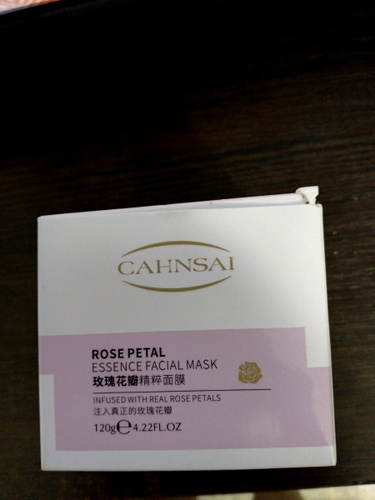 CAHNSAI
ROSE PETAL
ESSENCE FACIAL MASK
玫瑰花瓣精粹面膜
INFUSED WITH REAL ROSE PETALS
注入真正的玫瑰花瓣
120g℮4.22FL.OZ